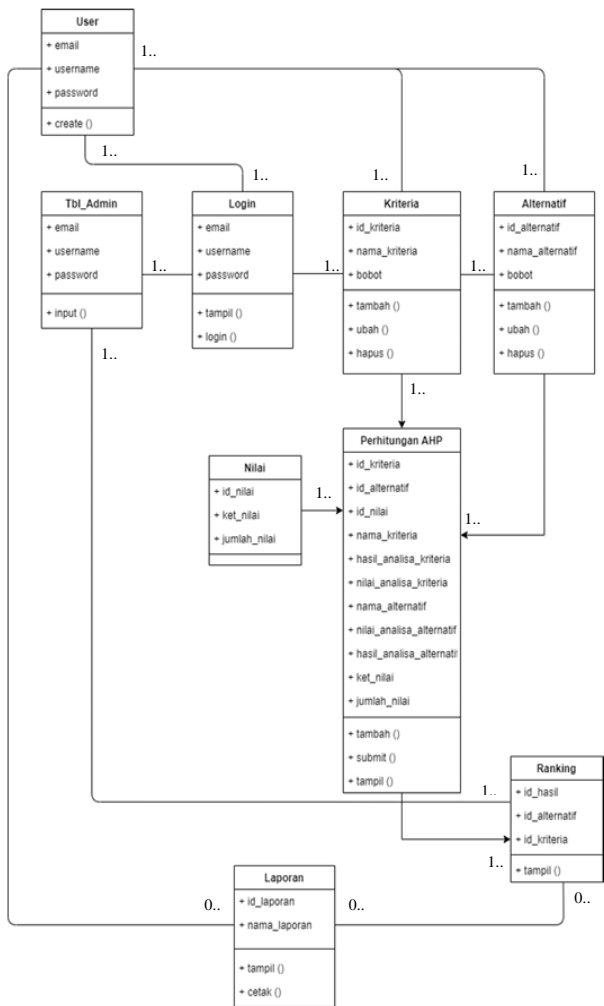 User
+ email
+ username
+ password
+ create ()
1..
1..
1..
1..
1..
Tbl_Admin
+ email
+ username
+ password
+ input ()
1..
1..
Login
+ email
+ username
+ password
+ tampil ()
+ login ()
1..
Kriteria
+ id_kriteria
+ nama_kriteria
+ bobot
+ tambah ()
+ ubah ()
+ hapus ()
1..
Alternatif
+ id_alternatif
+ nama_alternatif
+ bobot
+ tambah ()
+ ubah ()
+ hapus ()
1..
Nilai
+ id_nilai
+ ket_nilai
+ jumlah_nilai
1..
Perhitungan AHP
+ id_kriteria
+ id_alternatif
+ id_nilai
+ nama_kriteria
+ hasil_analisa_kriteria
+ nilai_analisa_kriteria
+ nama_alternatif
+ nilai_analisa_alternatif
+ hasil_analisa_alternatif
+ ket_nilai
+ jumlah_nilai
+ tambah ()
+ submit ()
+ tampil ()
1..
1..
Ranking
+ id_hasil
+ id_alternatif
+ id_kriteria
+ tampil ()
1..
Laporan
+ id_laporan
+ nama_laporan
+ tampil ()
+ cetak ()
0..
0..
0..